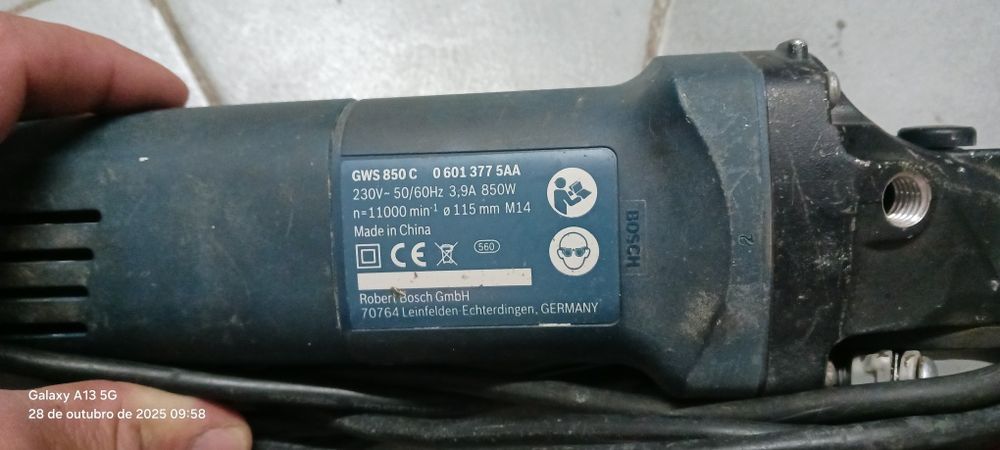 GWS 850 C 0 601 377 5AA
230V~ 50/60Hz 3,9A 850W
n=11000 min⁻¹ ø 115 mm M14
Made in China
CE 560
Robert Bosch GmbH
70764 Leinfelden-Echterdingen, GERMANY
BOSCH
2
Galaxy A13 5G
28 de outubro de 2025 09:58